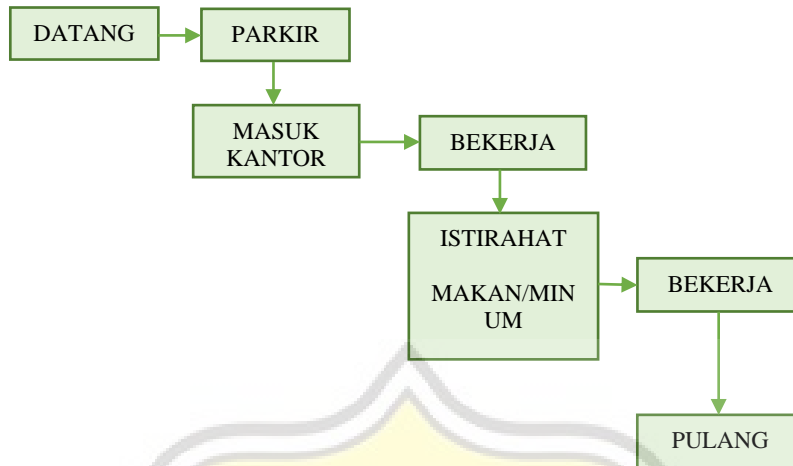 DATANG
PARKIR
MASUK
KANTOR
BEKERJA
ISTIRAHAT
MAKAN/MIN
UM
BEKERJA
PULANG